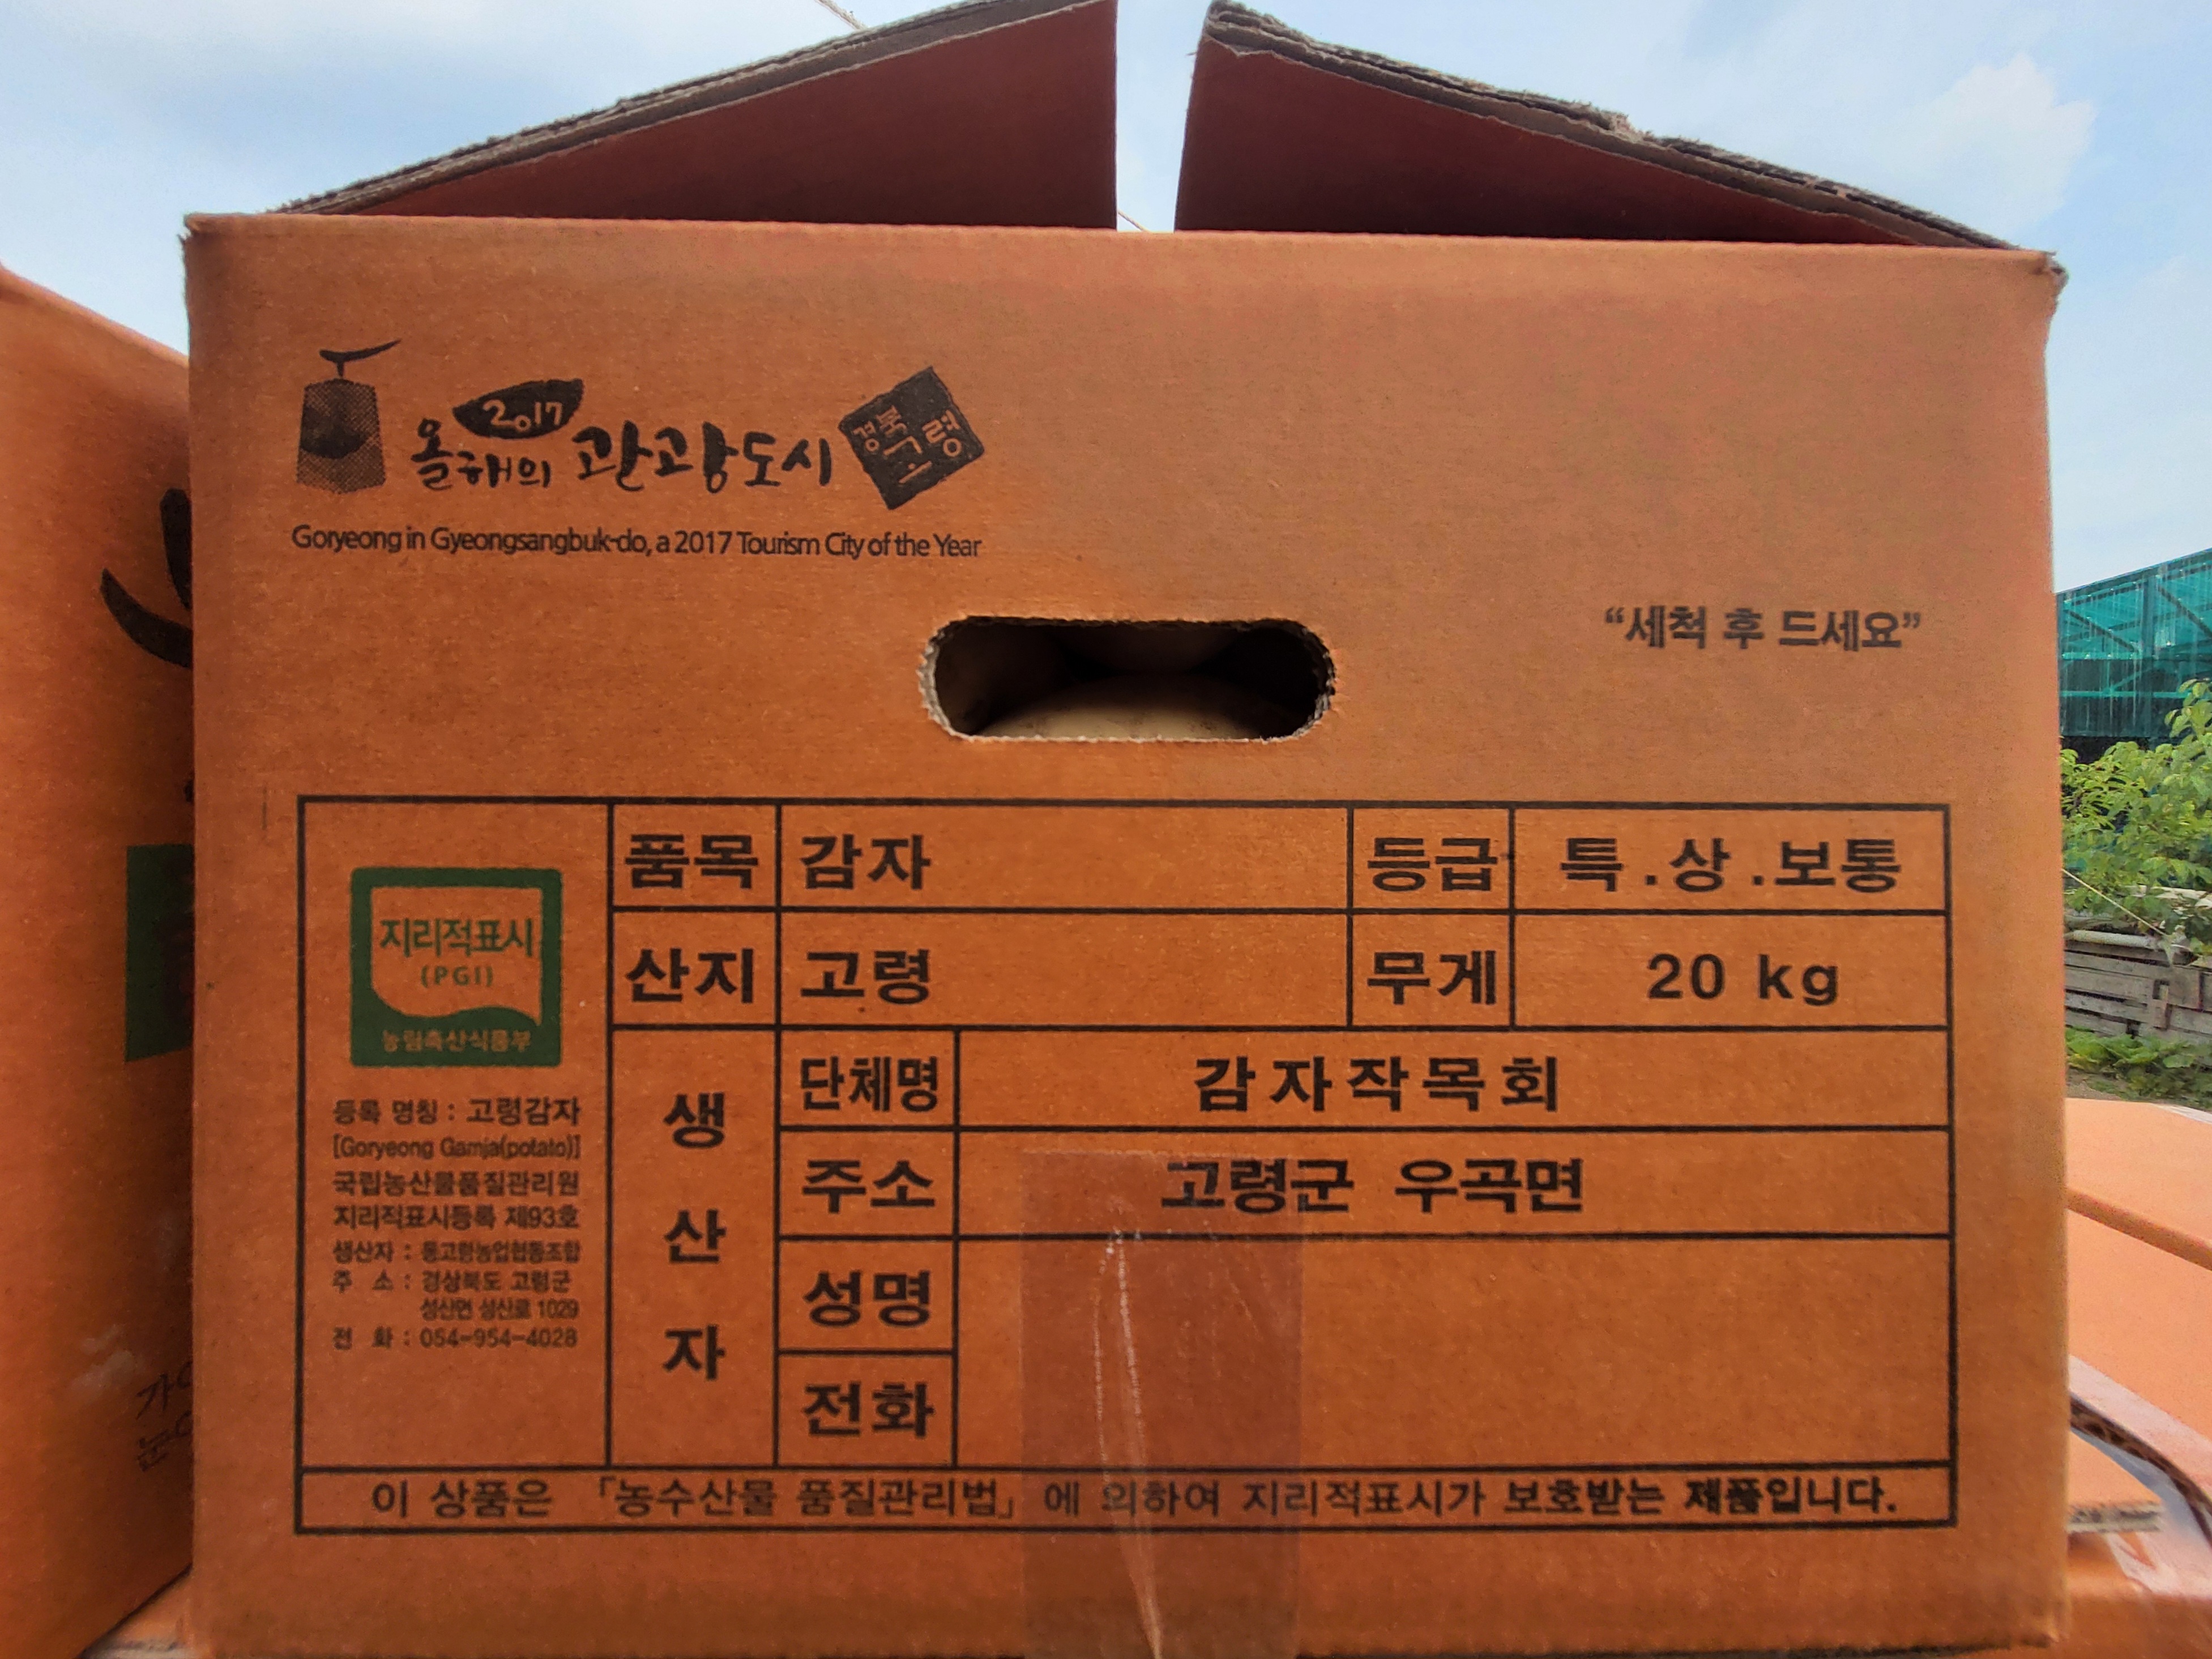 2017
올해의 관광도시
경북 고령
Goryeong in Gyeongsangbuk-do, a 2017 Tourism City of the Year
“세척 후 드세요”
품목 감자 등급 특.상.보통
산지 고령 무게 20 kg
지리적표시
(PGI)
농림축산식품부
등록 명칭 : 고령감자
[Goryeong Gamja(potato)]
국립농산물품질관리원
지리적표시등록 제93호
생산자 : 동고령농업협동조합
주 소 : 경상북도 고령군
성산면 성산로 1029
전 화 : 054-954-4028
생산자
단체명 감자작목회
주소 고령군 우곡면
성명
전화
이 상품은 「농수산물 품질관리법」에 의하여 지리적표시가 보호받는 제품입니다.